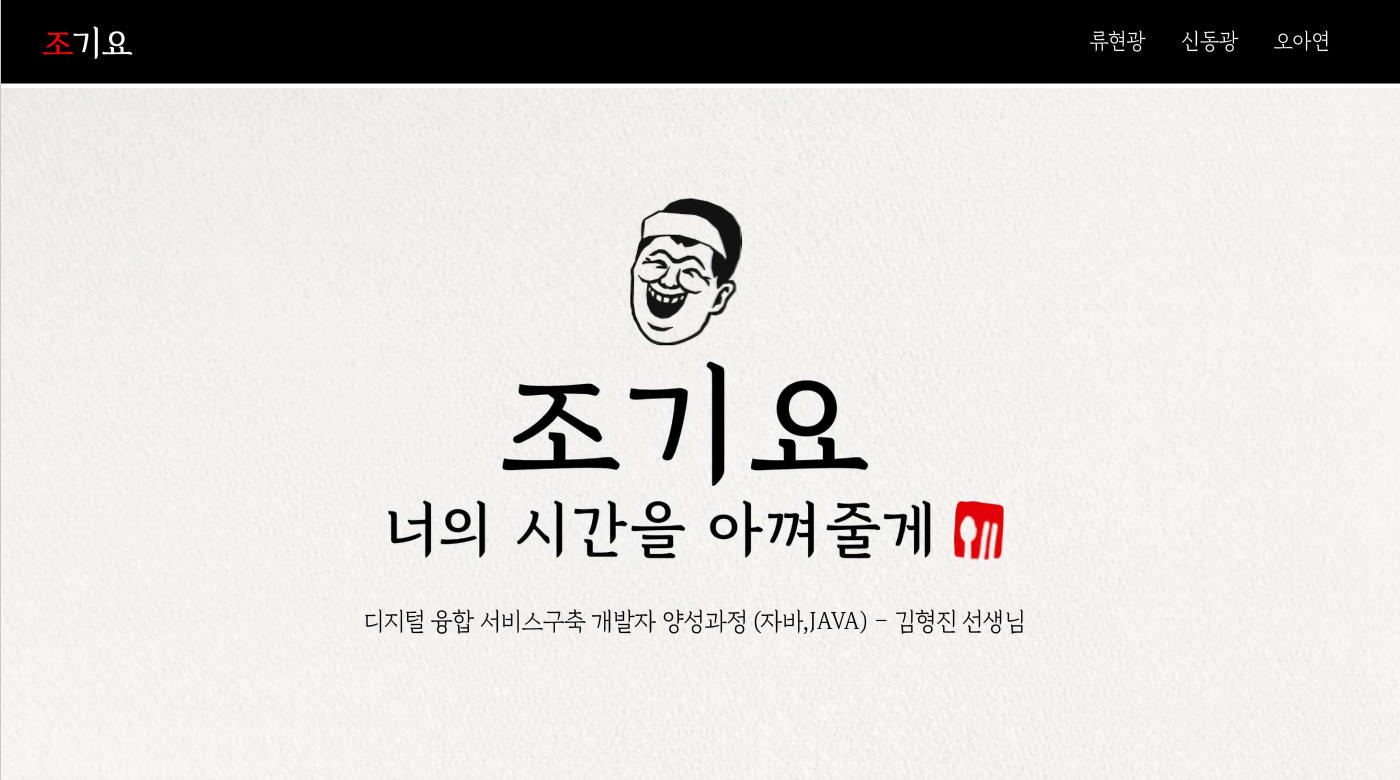 조기요
류현광 신동광 오아연
조기요
너의 시간을 아껴줄게
디지털 융합 서비스구축 개발자 양성과정 (자바,JAVA) - 김형진 선생님